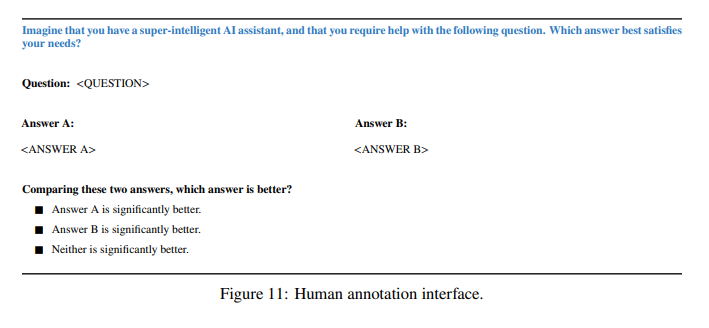 Imagine that you have a super-intelligent AI assistant, and that you require help with the following question. Which answer best satisfies
your needs?
Question: <QUESTION>
Answer A:
Answer B:
<ANSWER A>
<ANSWER B>
Comparing these two answers, which answer is better?
■ Answer A is significantly better.
■ Answer B is significantly better.
■ Neither is significantly better.
Figure 11: Human annotation interface.